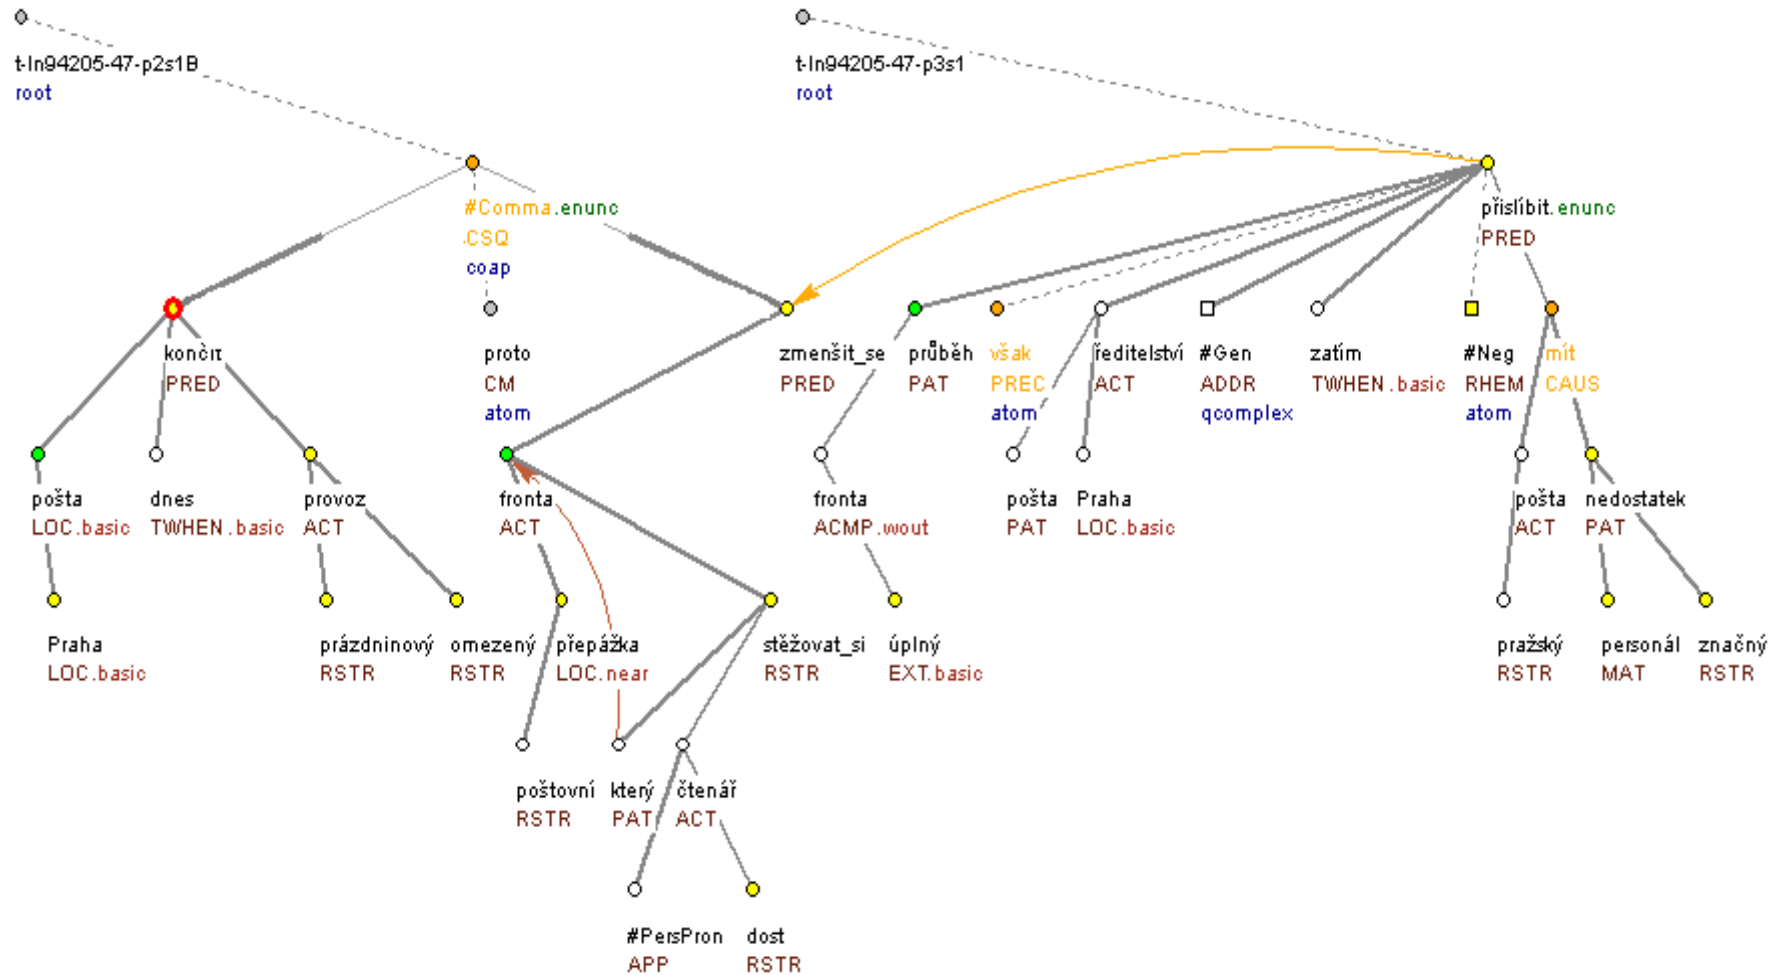 t-ln94205-47-p2s1B
root
t-ln94205-47-p3s1
root
#Comma.enunc
.CSQ
coap
přislíbit.enunc
PRED
končit
PRED
proto
CM
atom
zmenšit_se
PRED
průběh
PAT
však
PREC
atom
ředitelství
ACT
#Gen
ADDR
qcomplex
zatím
TWHEN.basic
#Neg
RHEM
atom
mít
CAUS
pošta
LOC.basic
dnes
TWHEN.basic
provoz
ACT
fronta
ACT
fronta
ACMP.wout
pošta
PAT
Praha
LOC.basic
pošta
ACT
nedostatek
PAT
Praha
LOC.basic
prázdninový
RSTR
omezený
RSTR
přepážka
LOC.near
stěžovat_si
RSTR
úplný
EXT.basic
pražský
RSTR
personál
MAT
značný
RSTR
poštovní
RSTR
který
PAT
čtenář
ACT
#PersPron
APP
dost
RSTR